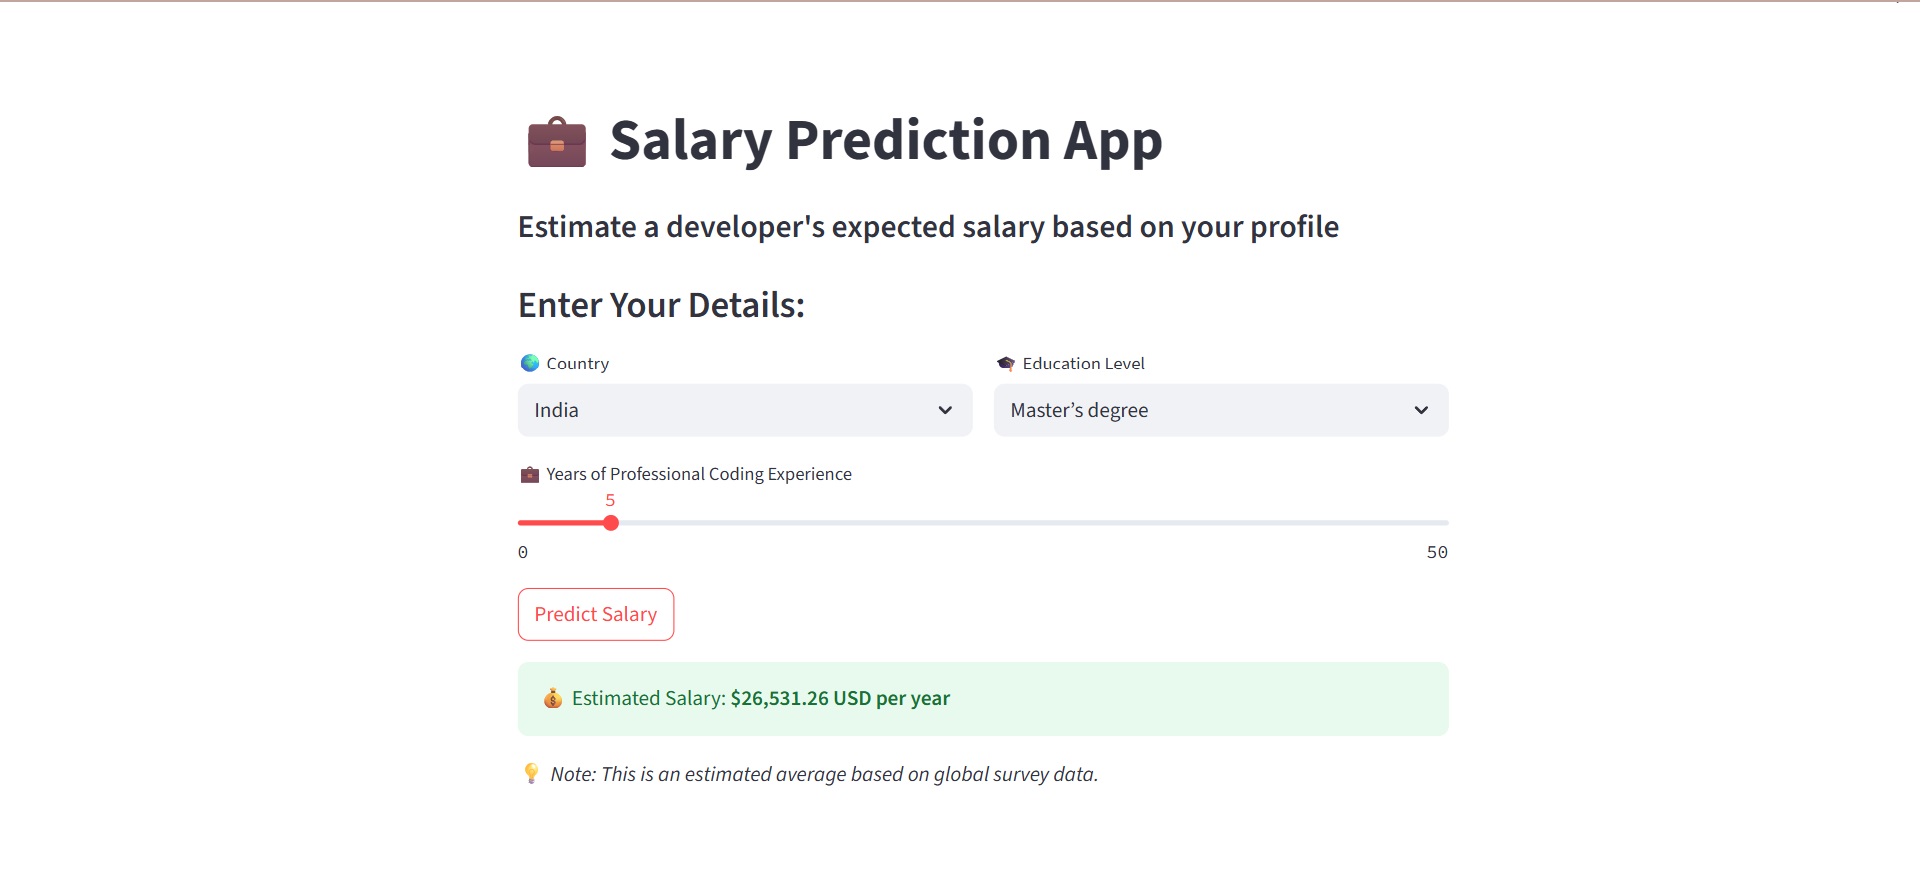 Salary Prediction App
Estimate a developer's expected salary based on your profile
Enter Your Details:
Country
Education Level
India
Master’s degree
Years of Professional Coding Experience
5
0
50
Predict Salary
Estimated Salary: $26,531.26 USD per year
Note: This is an estimated average based on global survey data.